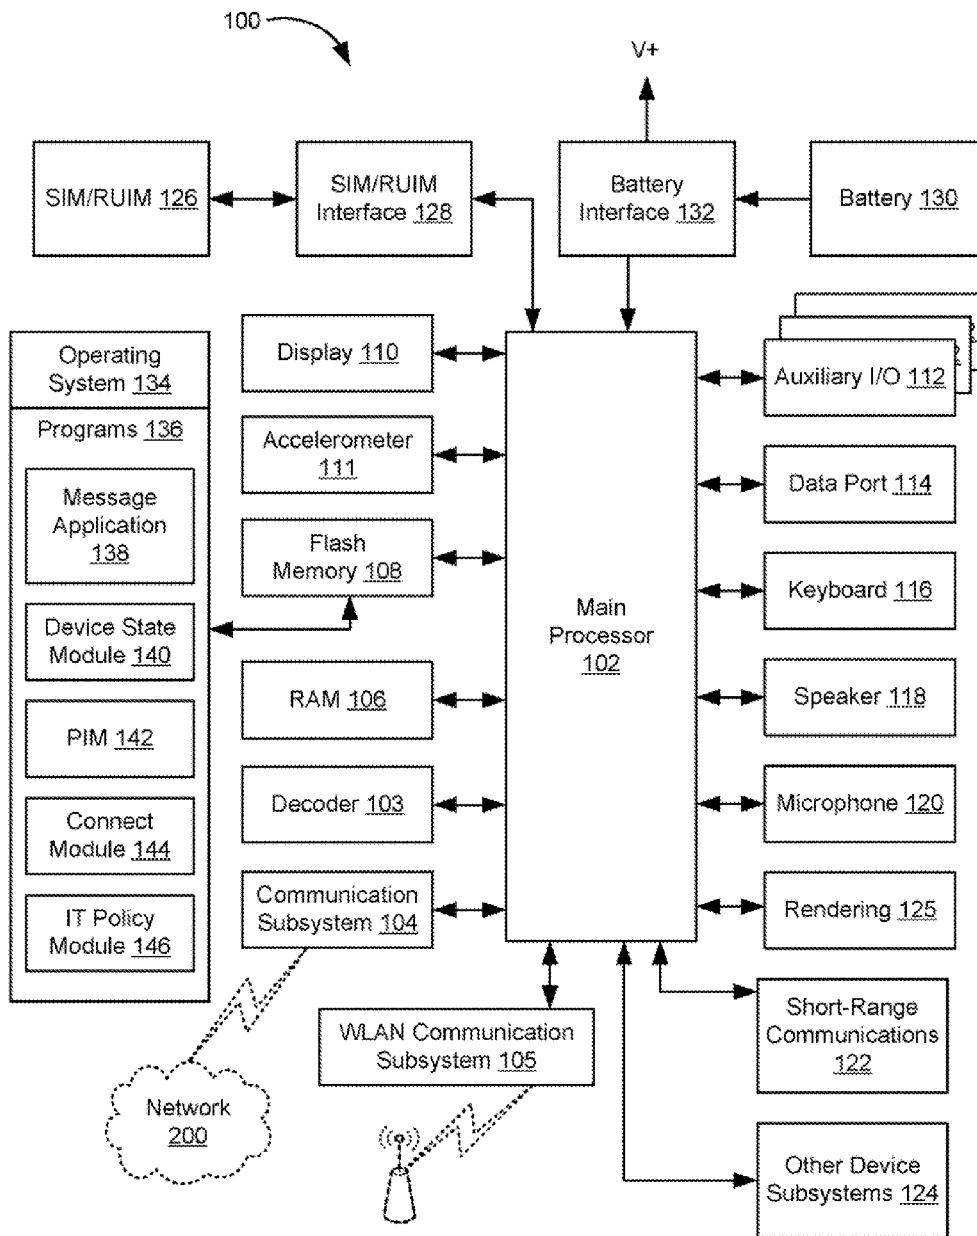 100
V+
SIM/RUIM 126
SIM/RUIM
Interface 128
Battery
Interface 132
Battery 130
Operating
System 134
Programs 136
Message
Application
138
Device State
Module 140
PIM 142
Connect
Module 144
IT Policy
Module 146
Display 110
Accelerometer
111
Flash
Memory 108
RAM 106
Decoder 103
Communication
Subsystem 104
Main
Processor
102
Auxiliary I/O 112
Data Port 114
Keyboard 116
Speaker 118
Microphone 120
Rendering 125
Short-Range
Communications
122
Other Device
Subsystems 124
WLAN Communication
Subsystem 105
Network
200